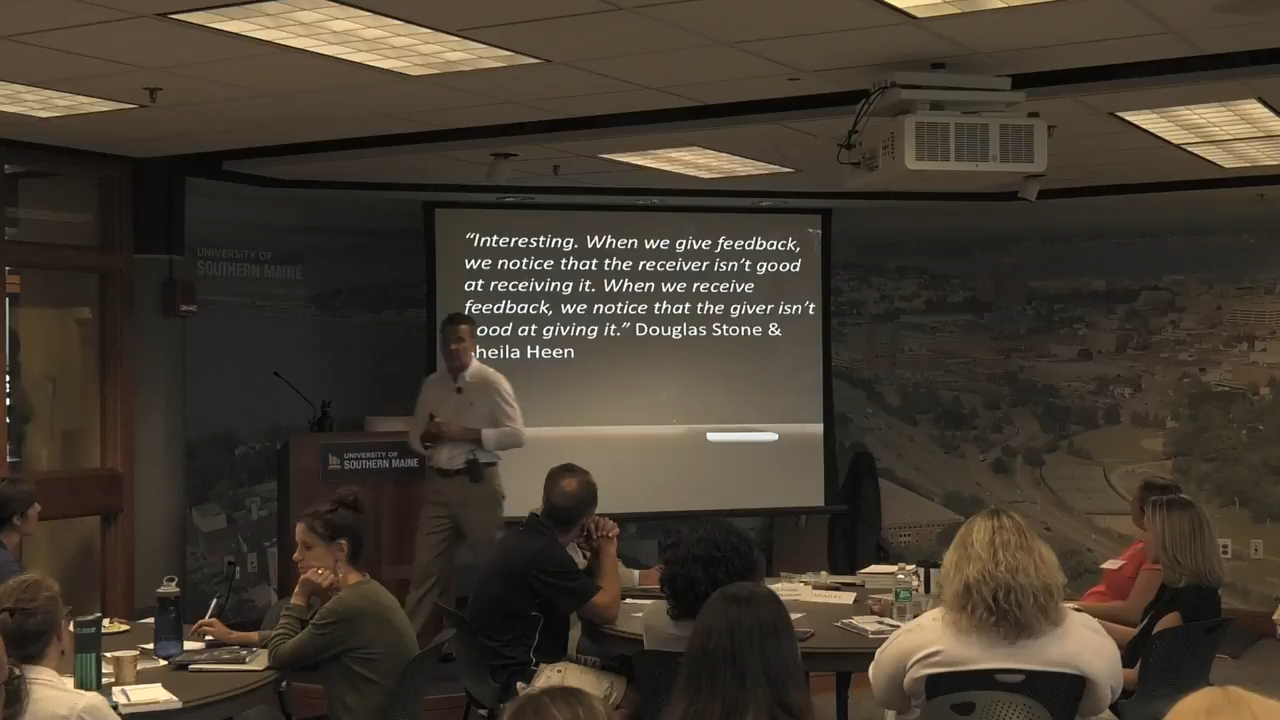 UNIVERSITY OF
SOUTHERN MAINE
“Interesting. When we give feedback,
we notice that the receiver isn’t good
at receiving it. When we receive
feedback, we notice that the giver isn’t
ood at giving it.” Douglas Stone &
heila Heen
UNIVERSITY OF
SOUTHERN MAINE